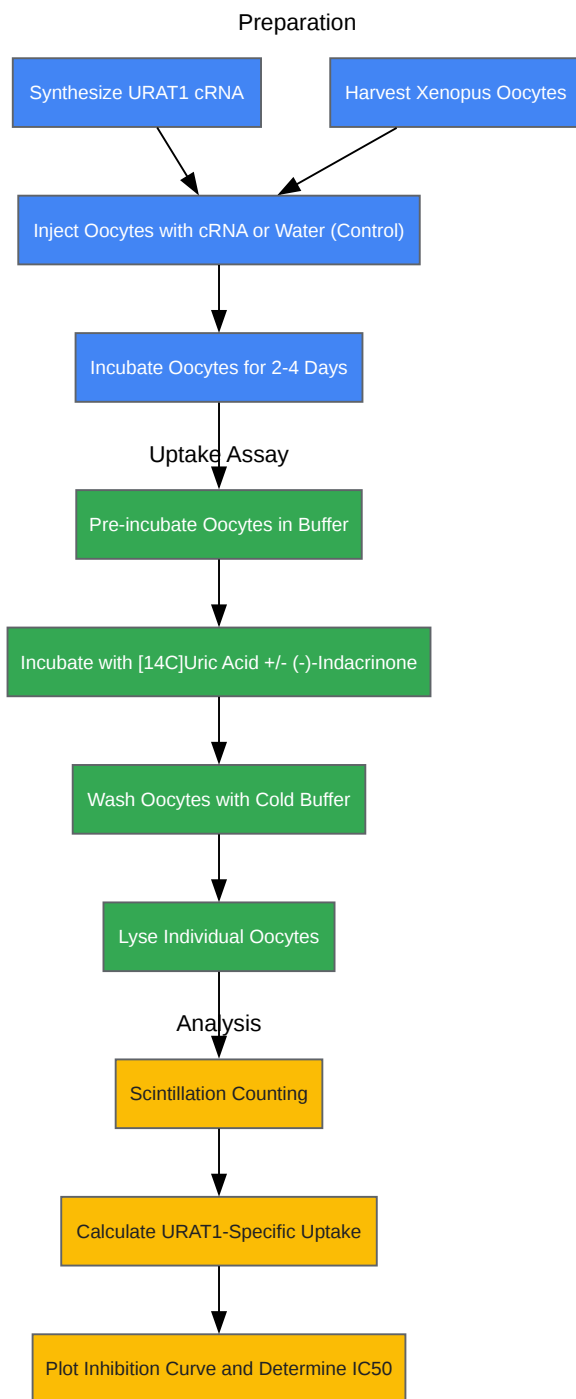 Preparation
Synthesize URAT1 cRNA
Harvest Xenopus Oocytes
Inject Oocytes with cRNA or Water (Control)
Incubate Oocytes for 2-4 Days
Uptake Assay
Pre-incubate Oocytes in Buffer
Incubate with [14C]Uric Acid +/- (-)-Indacrinone
Wash Oocytes with Cold Buffer
Lyse Individual Oocytes
Analysis
Scintillation Counting
Calculate URAT1-Specific Uptake
Plot Inhibition Curve and Determine IC50